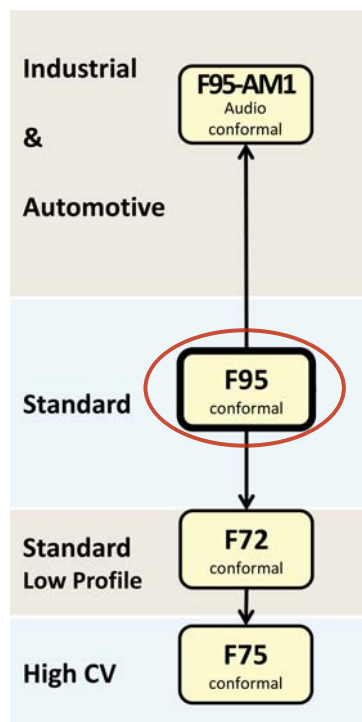 Industrial
&
Automotive
F95-AM1
Audio
conformal
Standard
F95
conformal
Standard
Low Profile
F72
conformal
High CV
F75
conformal